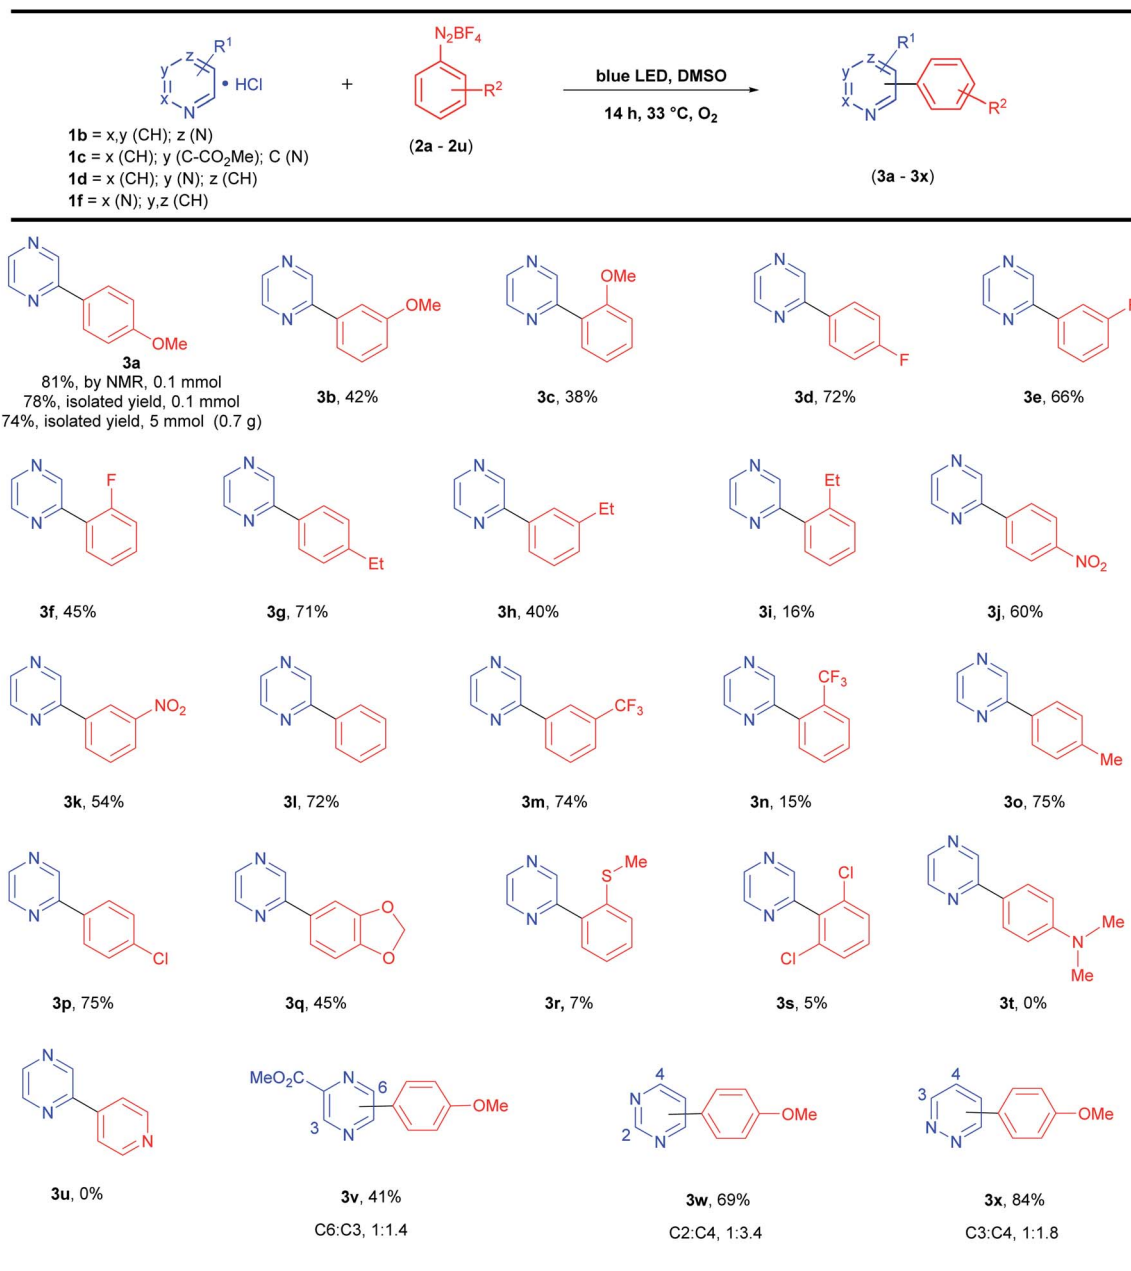 N₂BF₄
R¹
z
y
x
N
• HCl
+
R²
blue LED, DMSO
14 h, 33 °C, O₂
R¹
z
y
x
N
R²
1b = x,y (CH); z (N)
1c = x (CH); y (C-CO₂Me); C (N)
1d = x (CH); y (N); z (CH)
1f = x (N); y,z (CH)
(2a - 2u)
(3a - 3x)
N
N
OMe
N
N
OMe
N
N
OMe
N
N
F
N
N
3a
81%, by NMR, 0.1 mmol
78%, isolated yield, 0.1 mmol
74%, isolated yield, 5 mmol (0.7 g)
3b, 42%
3c, 38%
3d, 72%
3e, 66%
N
N
F
N
N
Et
N
N
Et
N
N
Et
N
N
NO₂
3f, 45%
3g, 71%
3h, 40%
3i, 16%
3j, 60%
N
N
NO₂
N
N
N
N
CF₃
N
N
CF₃
N
N
Me
3k, 54%
3l, 72%
3m, 74%
3n, 15%
3o, 75%
N
N
Cl
N
N
O
O
N
N
S
Me
N
N
Cl
Cl
N
N
N
Me
Me
3p, 75%
3q, 45%
3r, 7%
3s, 5%
3t, 0%
N
N
N
MeO₂C
N
6
3
N
OMe
4
N
2
N
OMe
4
3
N
N
OMe
3u, 0%
3v, 41%
C6:C3, 1:1.4
3w, 69%
C2:C4, 1:3.4
3x, 84%
C3:C4, 1:1.8